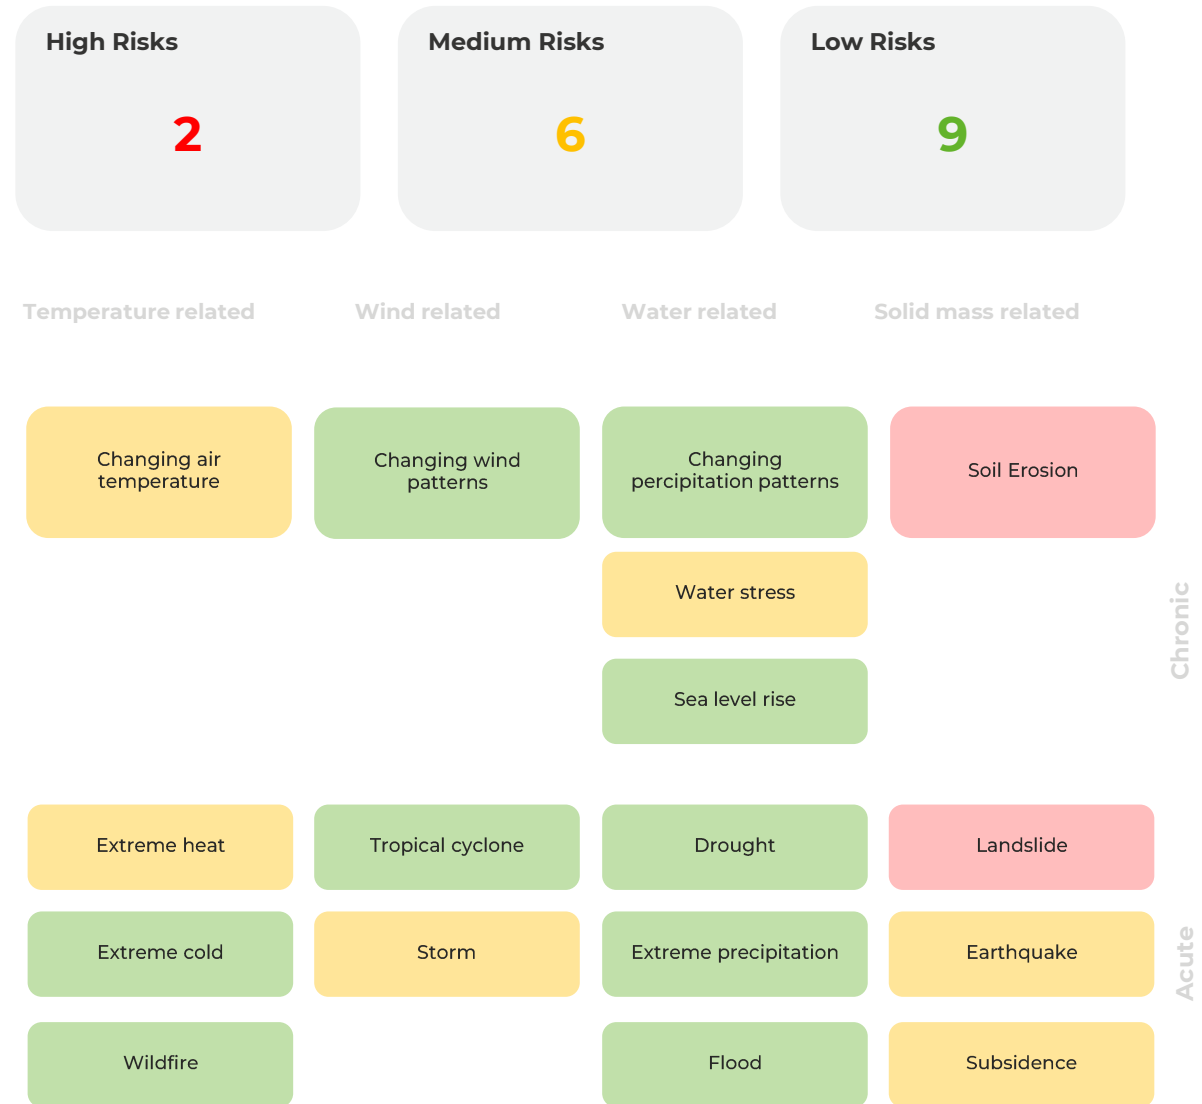 High Risks
Medium Risks
Low Risks
2
6
9
Temperature related
Wind related
Water related
Solid mass related
Changing air
temperature
Changing wind
patterns
Changing
percipitation patterns
Soil Erosion
Water stress
Sea level rise
Chronic
Extreme heat
Tropical cyclone
Drought
Landslide
Extreme cold
Storm
Extreme precipitation
Earthquake
Acute
Wildfire
Flood
Subsidence